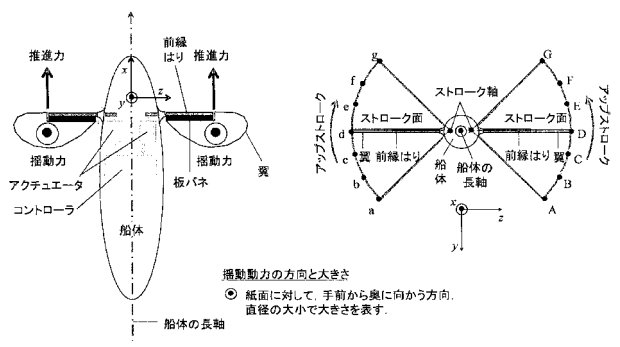 推進力
推進力
前縁
はり
x
y
z
揺動力
揺動力
翼
アクチュエータ
板バネ
コントローラ
船体
船体の長軸
g
G
f
F
e
E
d
D
c
C
b
B
a
A
ストローク軸
ストローク面
ストローク面
アップストローク
アップストローク
翼
前縁はり
前縁はり
翼
船体
船体の
長軸
x
z
y
揺動動力の方向と大きさ
紙面に対して，手前から奥に向かう方向．
直径の大小で大きさを表す．